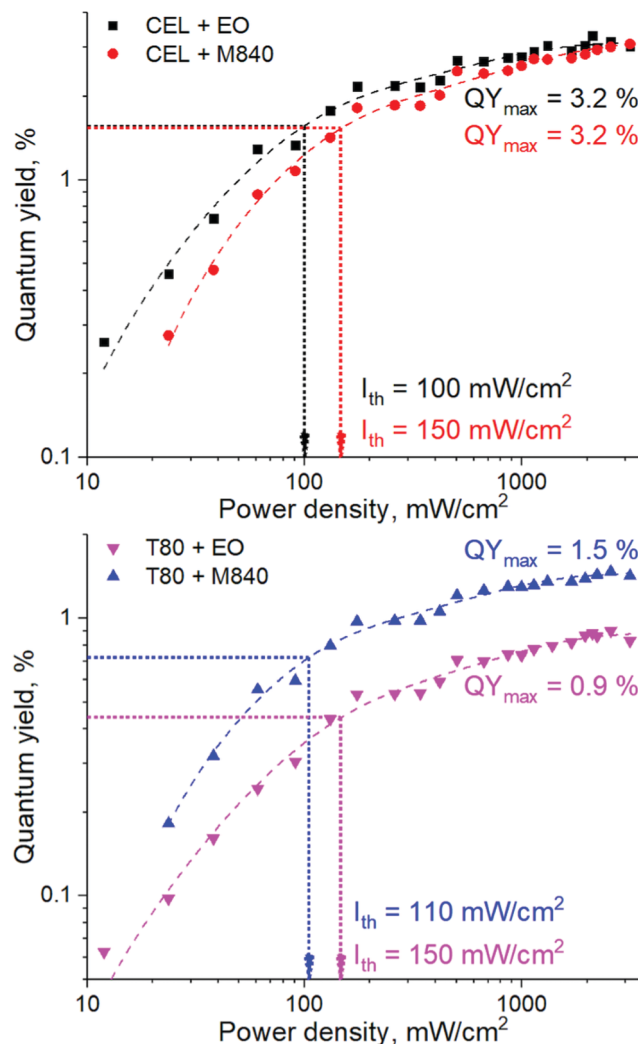 CEL + EO
CEL + M840
QYmax = 3.2 %
QYmax = 3.2 %
1
Quantum yield, %
Ith = 100 mW/cm²
Ith = 150 mW/cm²
0.1
10
100
1000
Power density, mW/cm²
T80 + EO
T80 + M840
QYmax = 1.5 %
1
QYmax = 0.9 %
Quantum yield, %
0.1
Ith = 110 mW/cm²
Ith = 150 mW/cm²
10
100
1000
Power density, mW/cm²